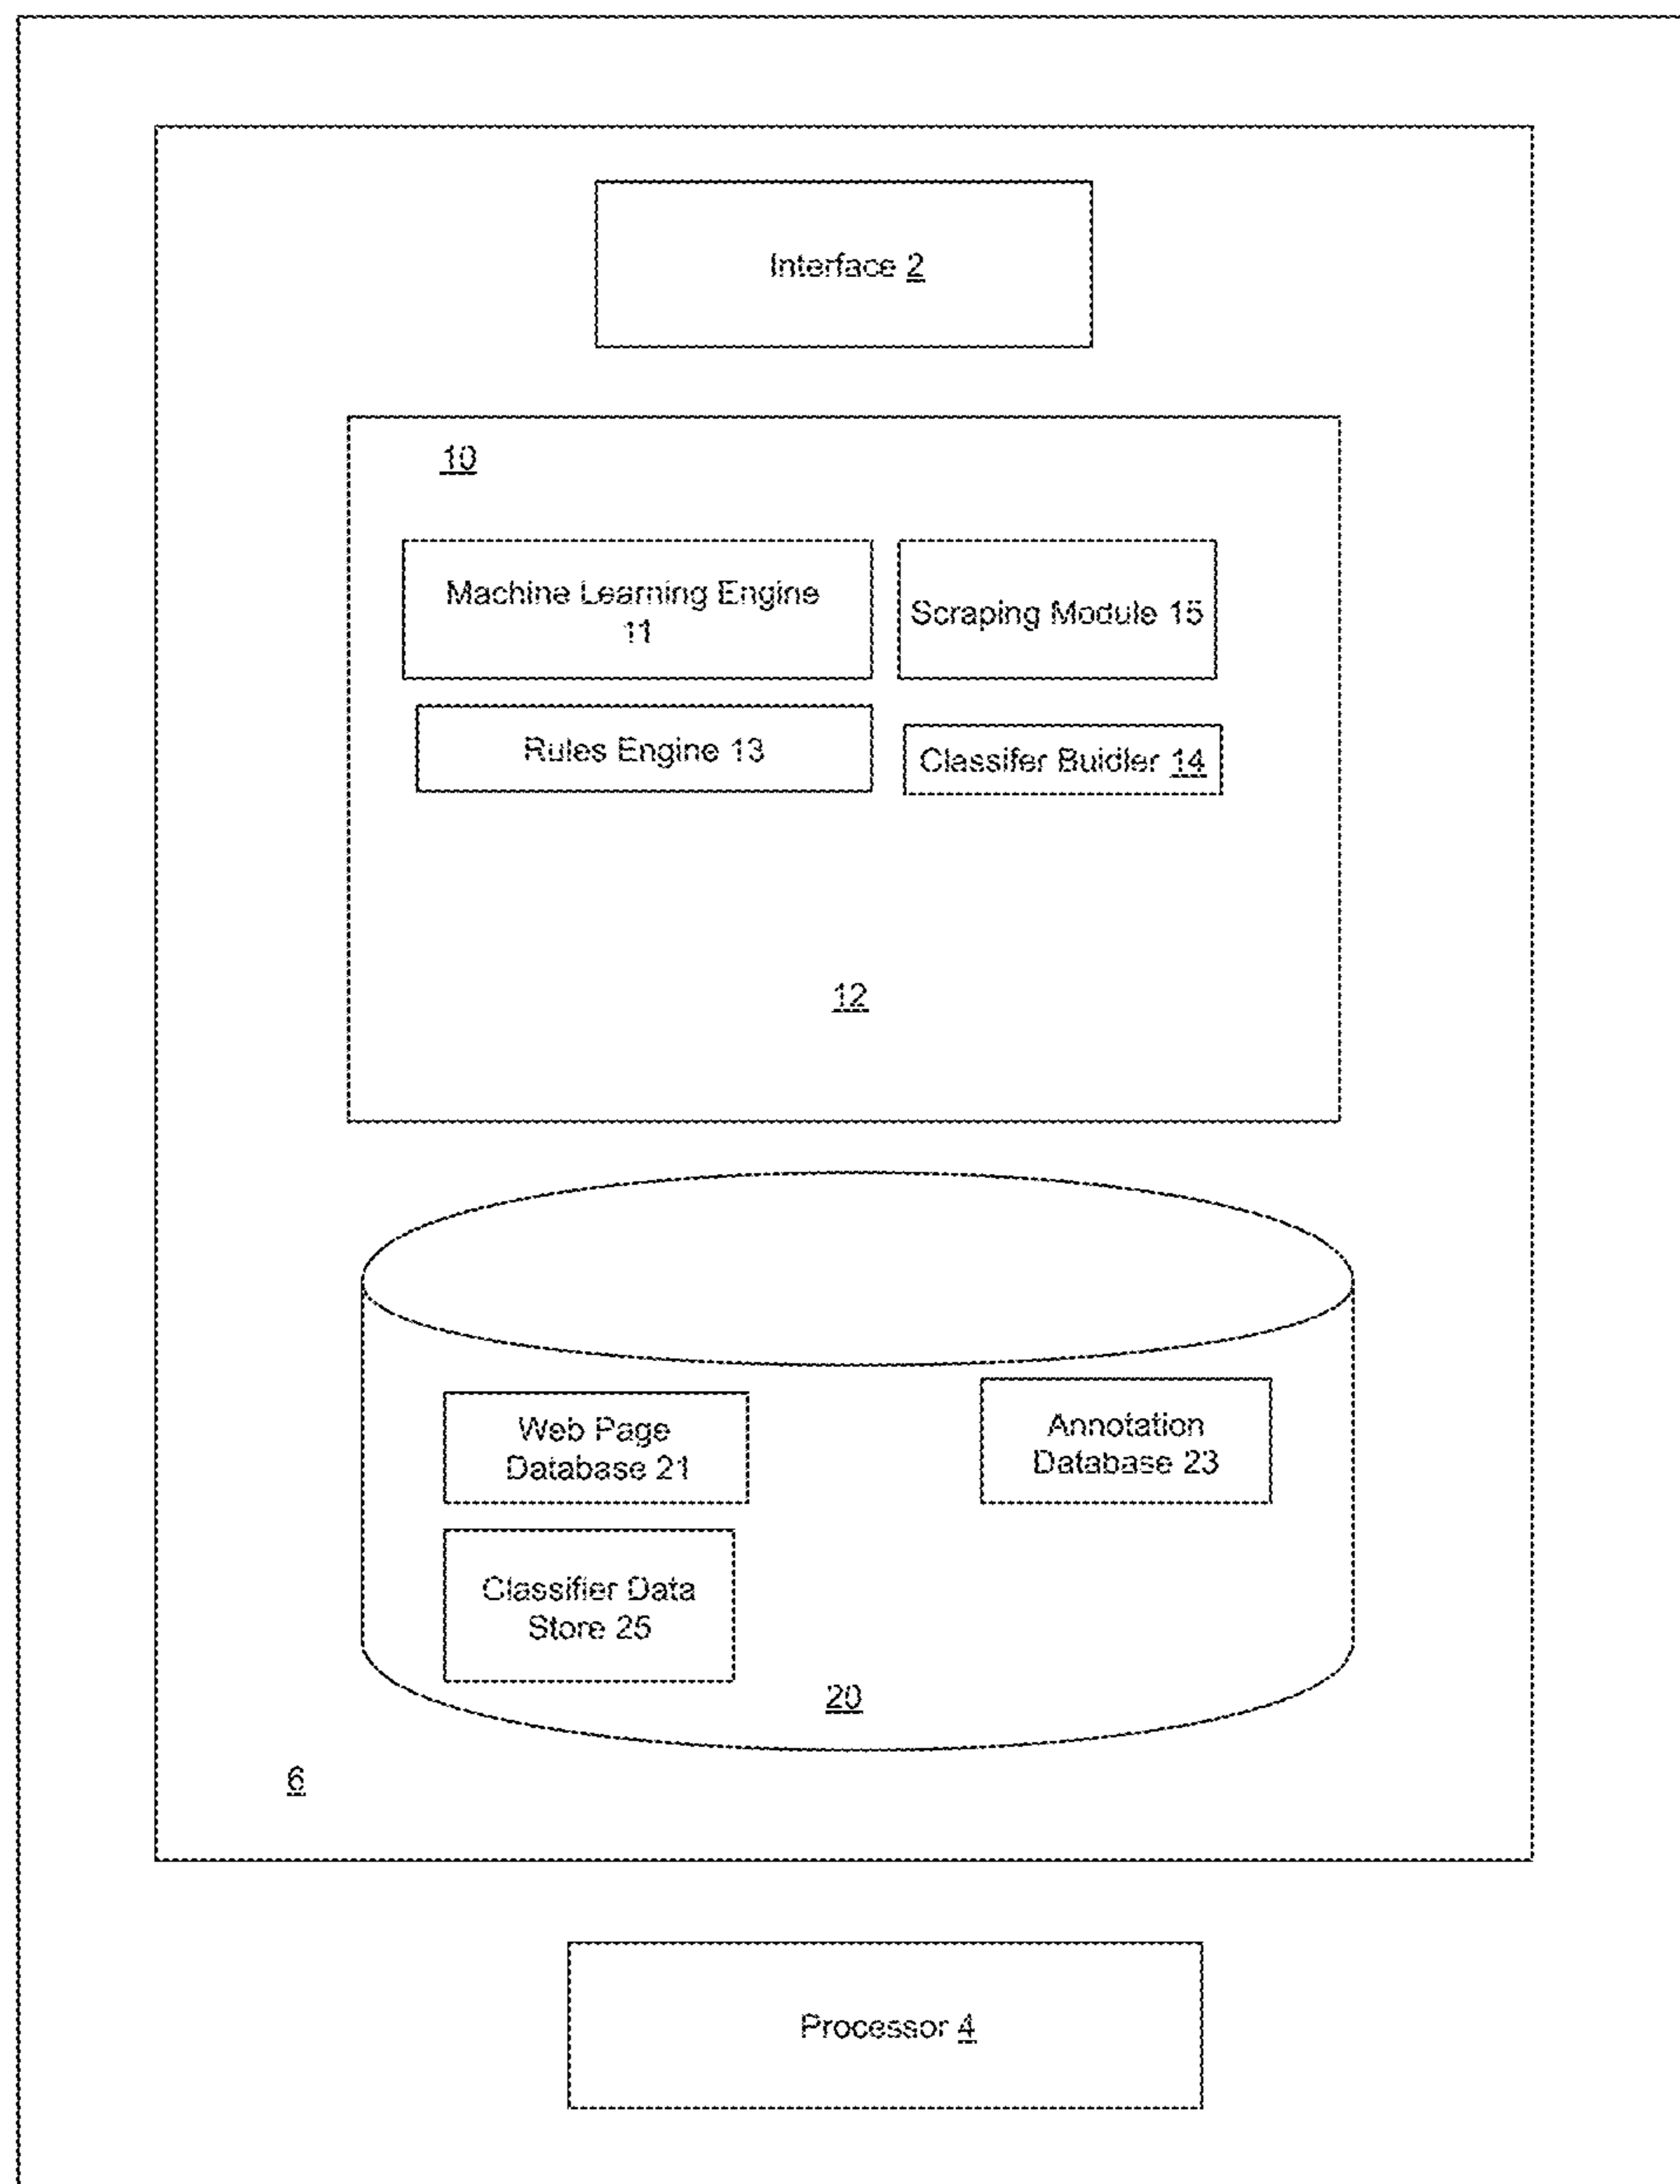 Interface 2
10
Machine Learning Engine
11
Scraping Module 15
Rules Engine 13
Classifer Buidler 14
12
Web Page
Database 21
Annotation
Database 23
Classifier Data
Store 25
20
6
Processor 4